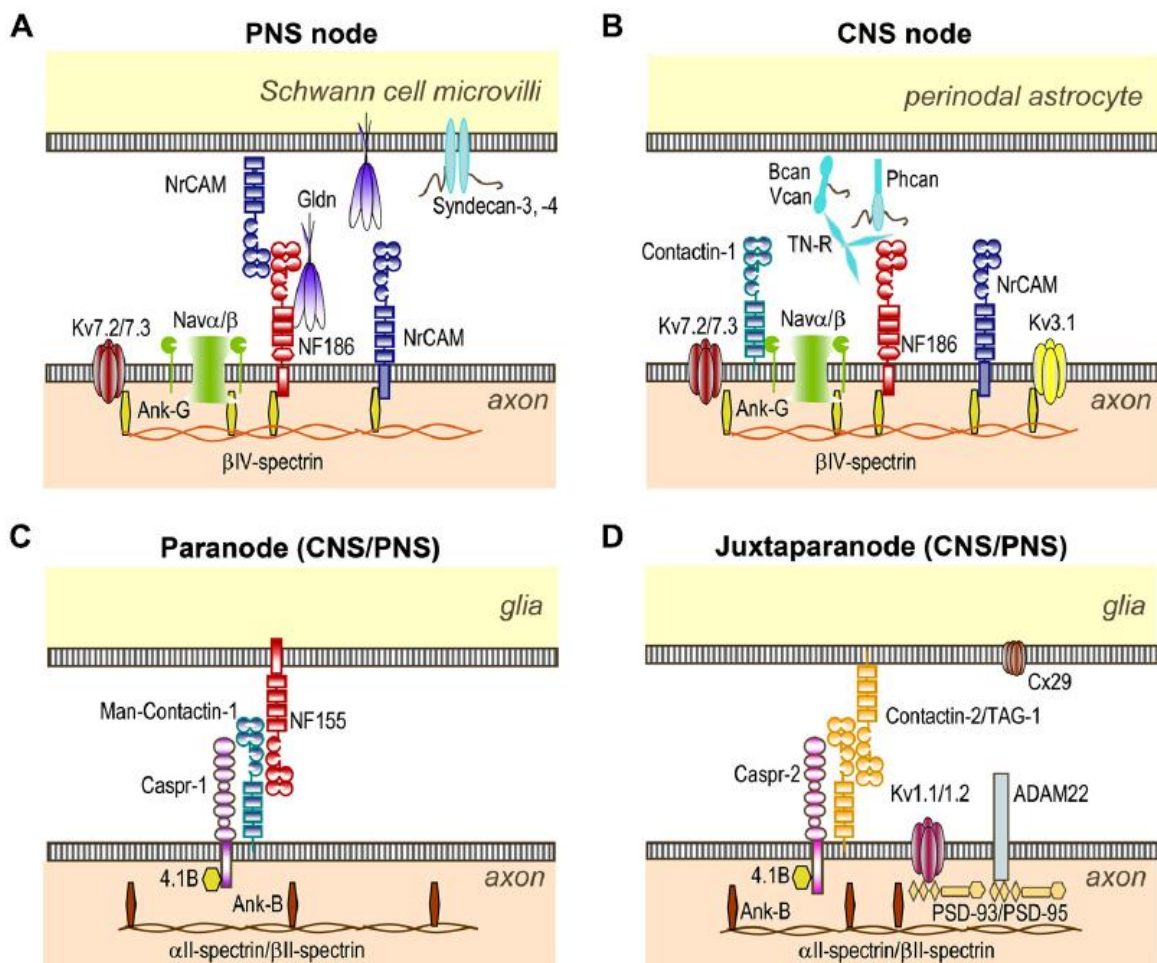 A
PNS node
Schwann cell microvilli
NrCAM
Gldn
Syndecan-3, -4
Kv7.2/7.3
Navα/β
NF186
NrCAM
Ank-G
axon
βIV-spectrin
B
CNS node
perinodal astrocyte
Bcan
Vcan
Phcan
Contactin-1
TN-R
NrCAM
Kv7.2/7.3
Navα/β
NF186
Kv3.1
Ank-G
axon
βIV-spectrin
C
Paranode (CNS/PNS)
glia
Man-Contactin-1
NF155
Caspr-1
4.1B
axon
Ank-B
αII-spectrin/βII-spectrin
D
Juxtaparanode (CNS/PNS)
glia
Cx29
Contactin-2/TAG-1
Caspr-2
Kv1.1/1.2
ADAM22
4.1B
axon
Ank-B
PSD-93/PSD-95
αII-spectrin/βII-spectrin